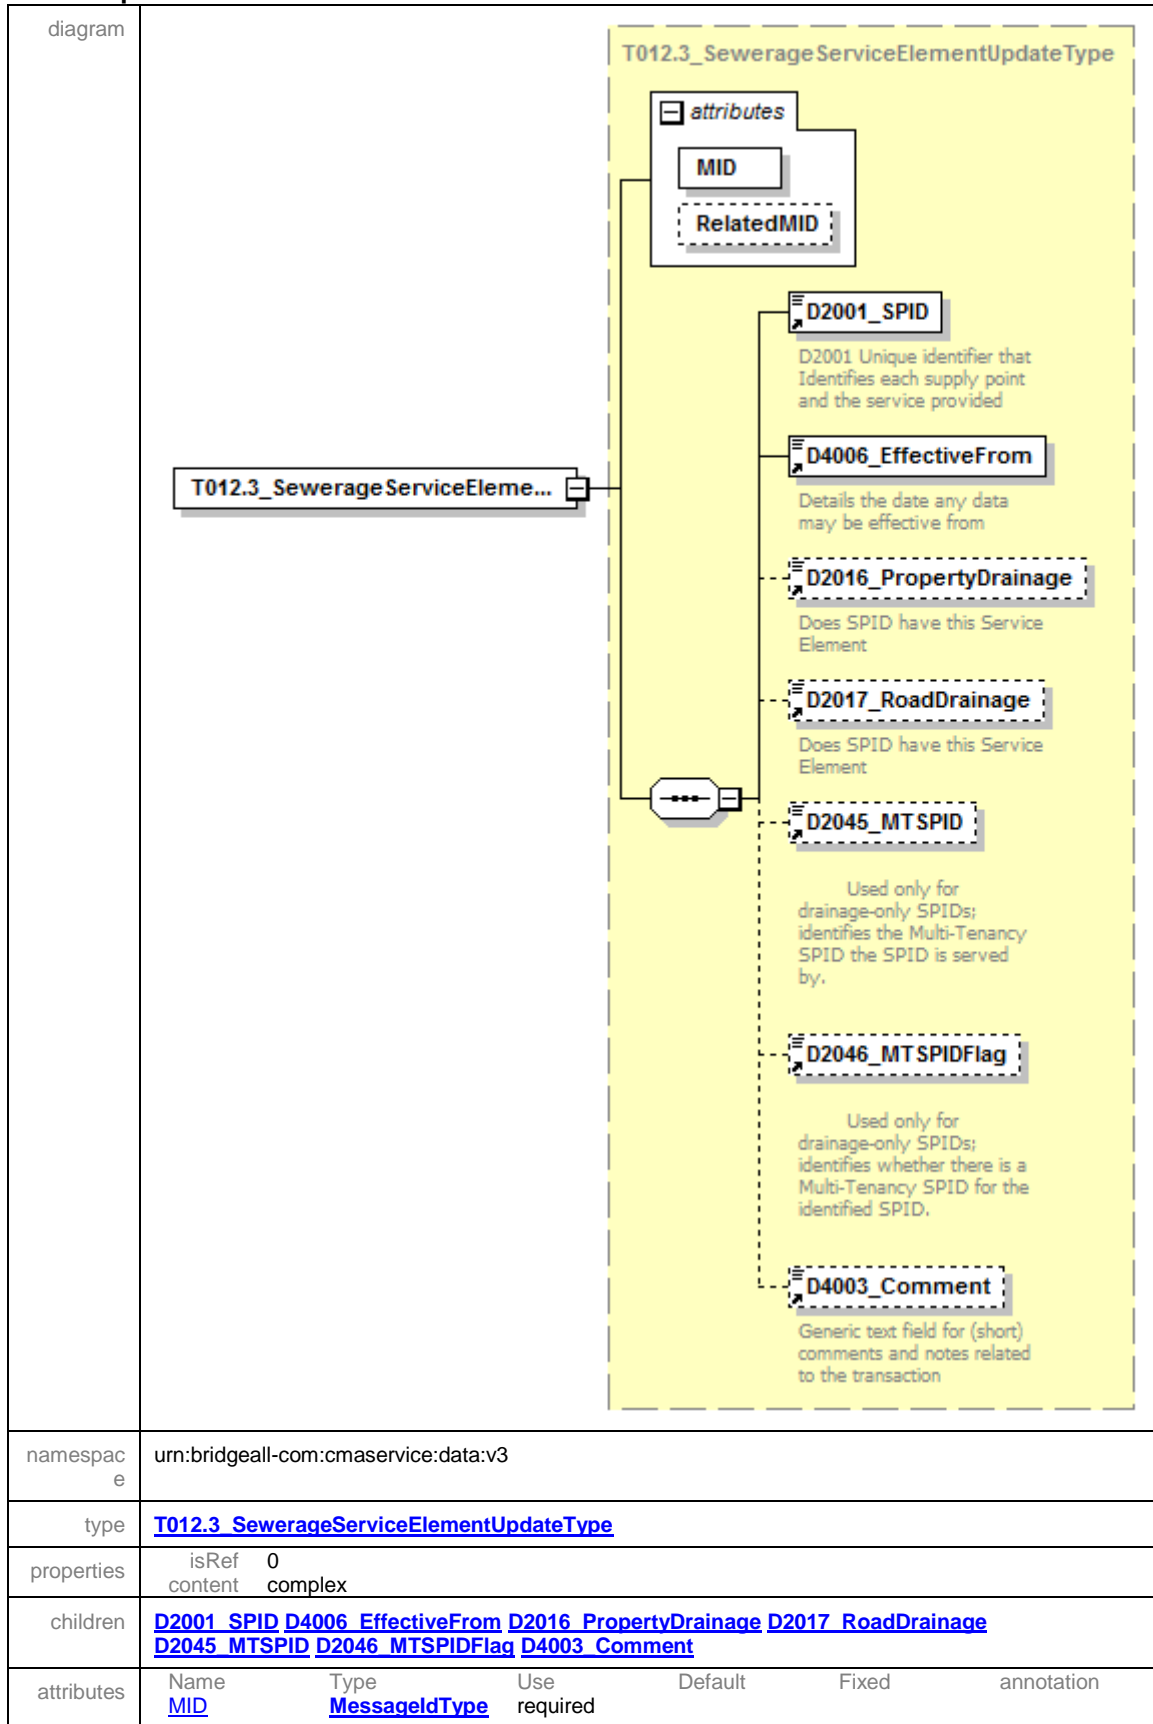 diagram
T012.3_SewerageServiceElementUpdateType
attributes
MID
RelatedMID
D2001_SPID
D2001 Unique identifier that
Identifies each supply point
and the service provided
T012.3_SewerageServiceEleme...
D4006_EffectiveFrom
Details the date any data
may be effective from
D2016_PropertyDrainage
Does SPID have this Service
Element
D2017_RoadDrainage
Does SPID have this Service
Element
D2045_MTSPID
Used only for
drainage-only SPIDs;
identifies the Multi-Tenancy
SPID the SPID is served
by.
D2046_MTSPIDFlag
Used only for
drainage-only SPIDs;
identifies whether there is a
Multi-Tenancy SPID for the
identified SPID.
D4003_Comment
Generic text field for (short)
comments and notes related
to the transaction
namespac
e
urn:bridgeall-com:cmaservice:data:v3
type T012.3_SewerageServiceElementUpdateType
properties
isRef 0
content complex
children D2001_SPID D4006_EffectiveFrom D2016_PropertyDrainage D2017_RoadDrainage
D2045_MTSPID D2046_MTSPIDFlag D4003_Comment
attributes
Name Type Use Default Fixed annotation
MID MessageIdType required